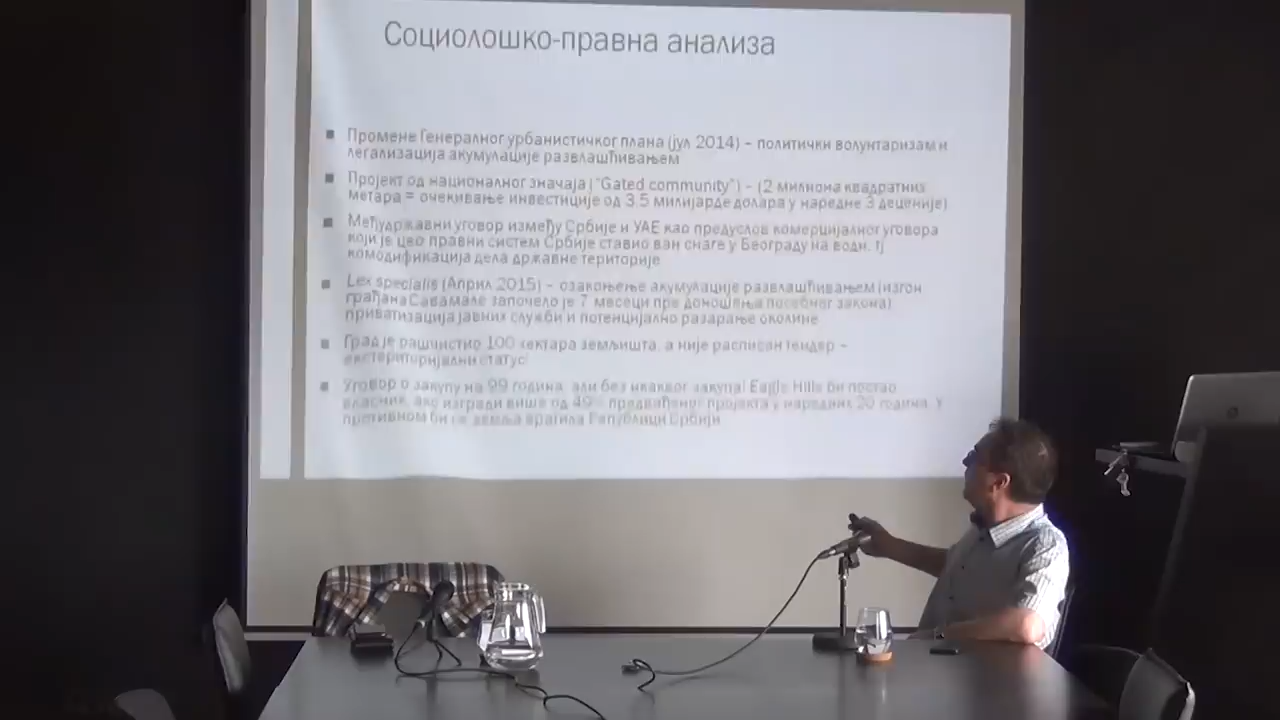 Социолошко-правна анализа
Промене Генералног урбанистичког плана (јул 2014) – политички волунтаризам и
легализација акумулације развлашћивањем
Пројект од националног значаја ( "Gated community") – (2 милиона квадратних
метара = очекивање инвестиције од 3.5 милијарде долара у наредне 3 деценије)
Међудржавни уговор између Србије и УАЕ као предуслов комерцијалног уговора
који је цео правни систем Србије ставио ван снаге у Београду на води, тј
комодификација дела државне територије
Lex specialis (Април 2015) – озакоњење акумулације развлашћивањем (изгон
грађана Савамале започело је 7 месеци пре доношења посебног закона)
приватизација јавних служби и потенцијално разарање околине
Град је рашчистио 100 хектара земљишта, а није расписан тендер –
екстериторијални статус
Уговор о закупу на 99 година, али без икаквог закупа! Eagle Hills би постао
власник, ако изгради више од 49% предвиђеног пројекта у наредних 20 година. У
противном би се земља вратила Републици Србији